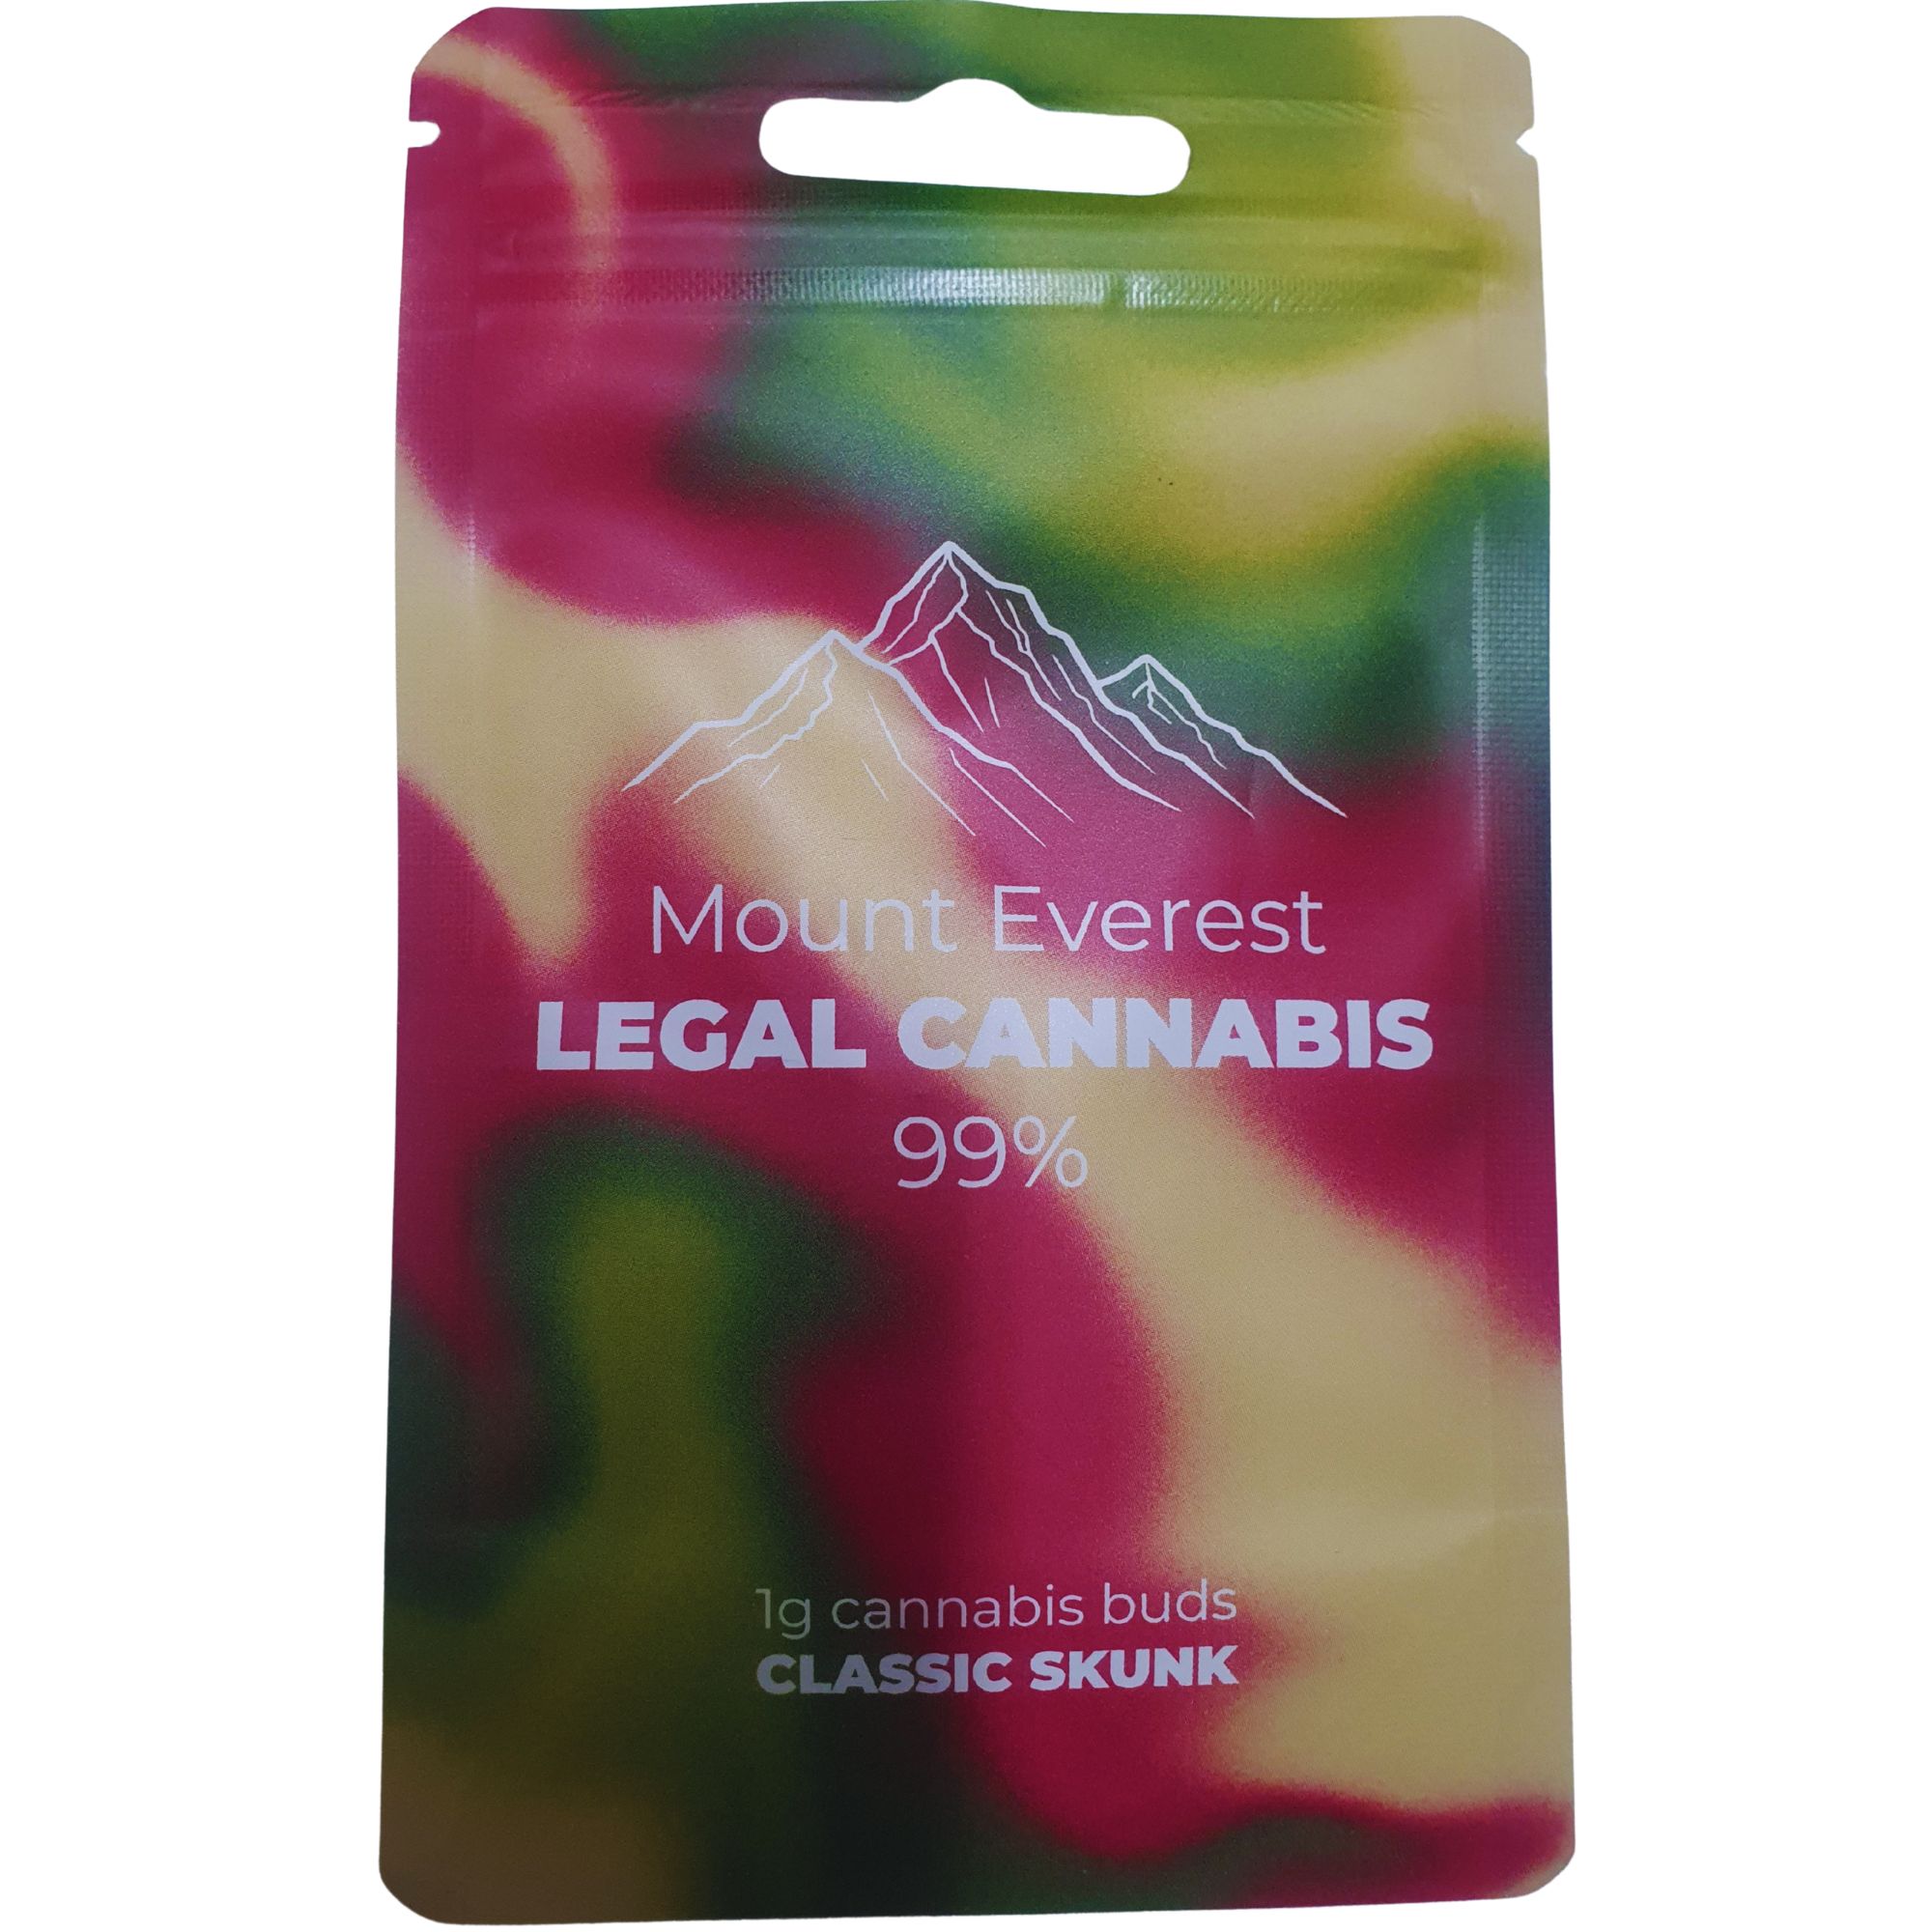 Mount Everest
LEGAL CANNABIS
99%
1g cannabis buds
CLASSIC SKUNK